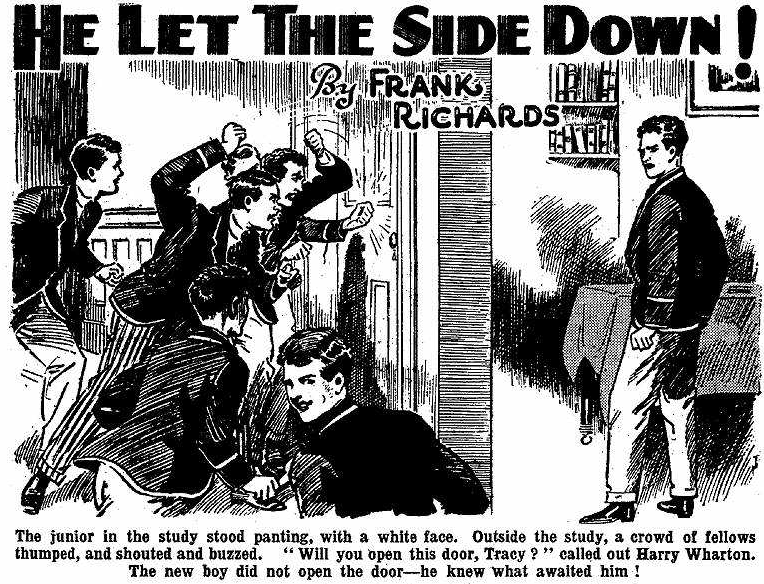 HE LET THE SIDE DOWN!
By FRANK
RICHARDS
The junior in the study stood panting, with a white face. Outside the study, a crowd of fellows
thumped, and shouted and buzzed. “Will you open this door, Tracy?” called out Harry Wharton.
The new boy did not open the door—he knew what awaited him!